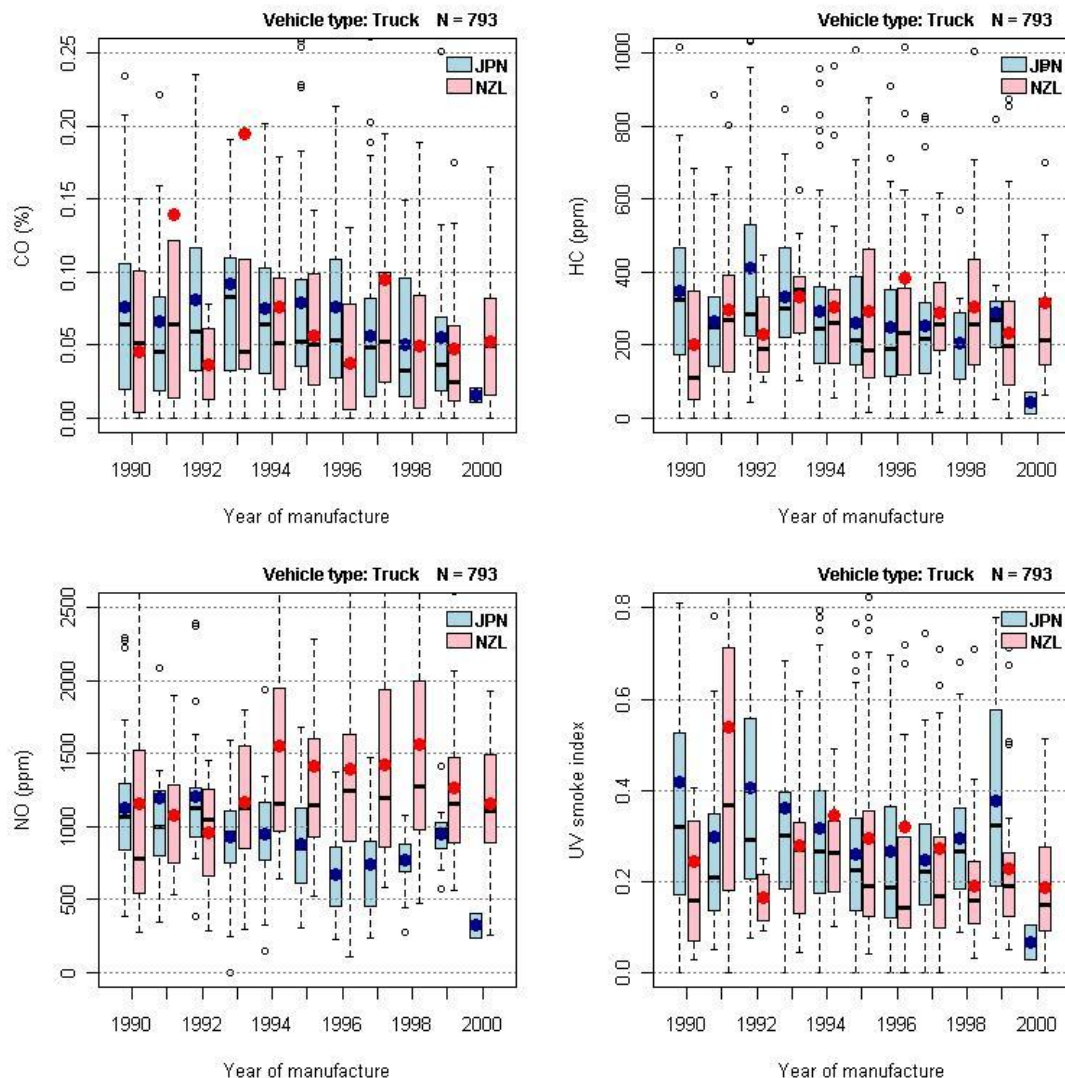 Vehicle type: Truck N = 793
JPN
NZL
CO (%)
0.25
0.20
0.15
0.10
0.05
0.00
1990 1992 1994 1996 1998 2000
Year of manufacture
Vehicle type: Truck N = 793
JPN
NZL
HC (ppm)
1000
800
600
400
200
0
1990 1992 1994 1996 1998 2000
Year of manufacture
Vehicle type: Truck N = 793
JPN
NZL
NO (ppm)
2500
2000
1500
1000
500
0
1990 1992 1994 1996 1998 2000
Year of manufacture
Vehicle type: Truck N = 793
JPN
NZL
UV smoke index
0.8
0.6
0.4
0.2
0.0
1990 1992 1994 1996 1998 2000
Year of manufacture